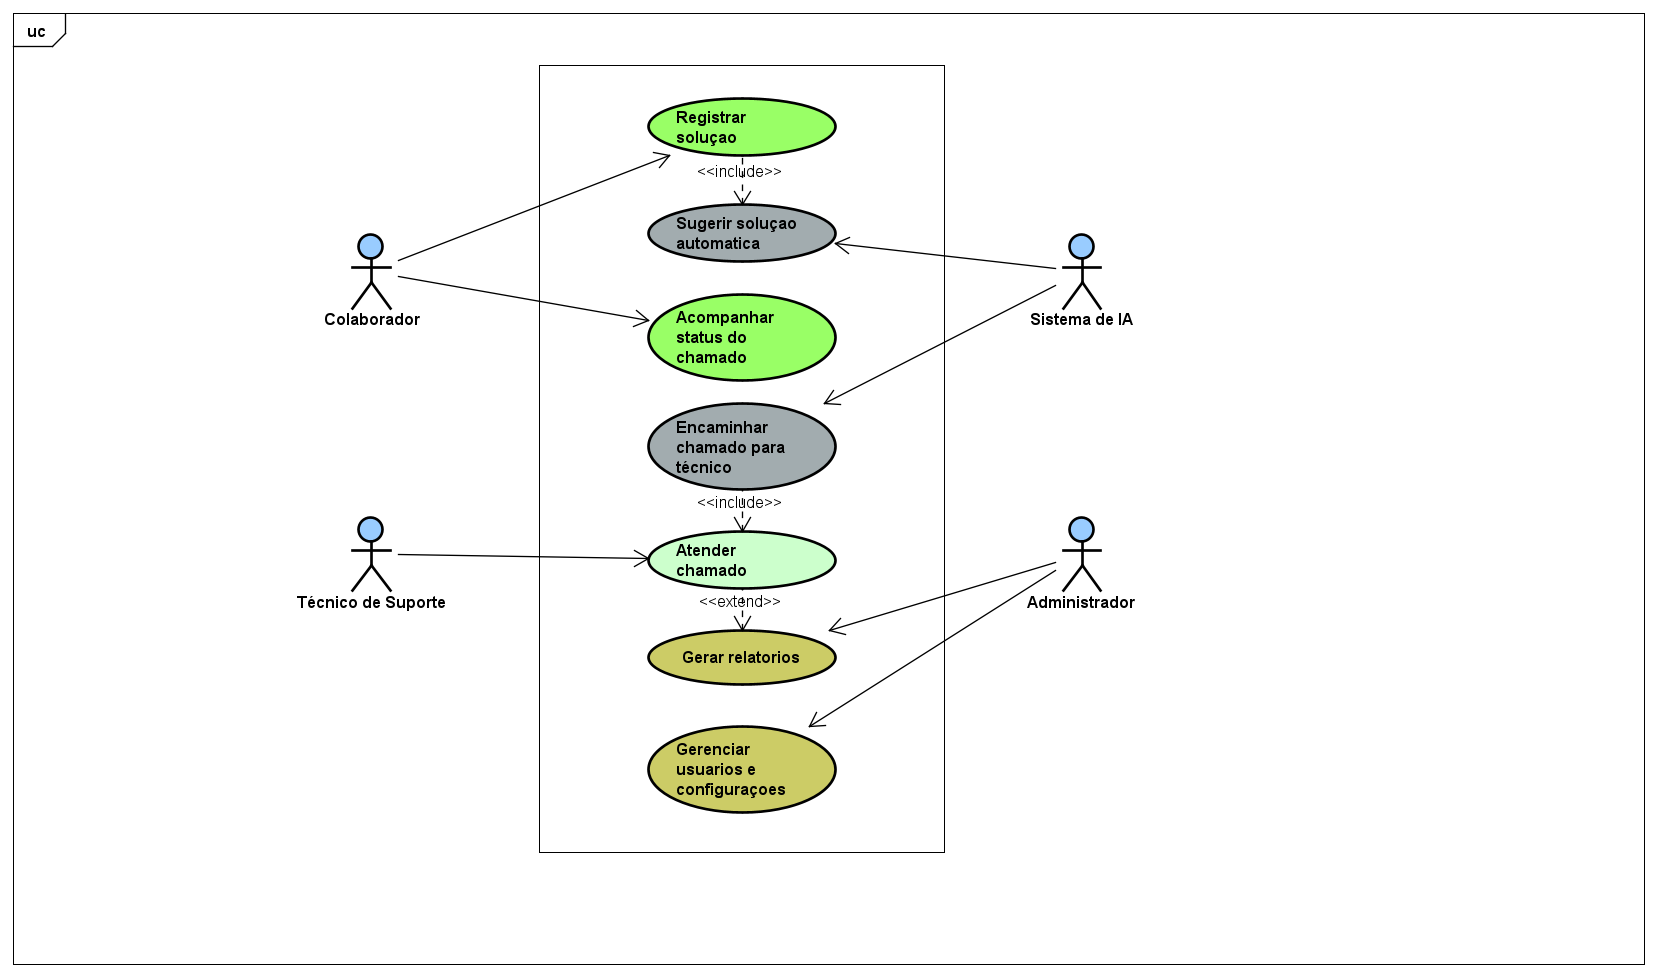 uc
Registrar
soluçao
<<include>>
Sugerir soluçao
automatica
Colaborador
Sistema de IA
Acompanhar
status do
chamado
Encaminhar
chamado para
técnico
<<include>>
Atender
chamado
Técnico de Suporte
<<extend>>
Administrador
Gerar relatorios
Gerenciar
usuarios e
configuraçoes